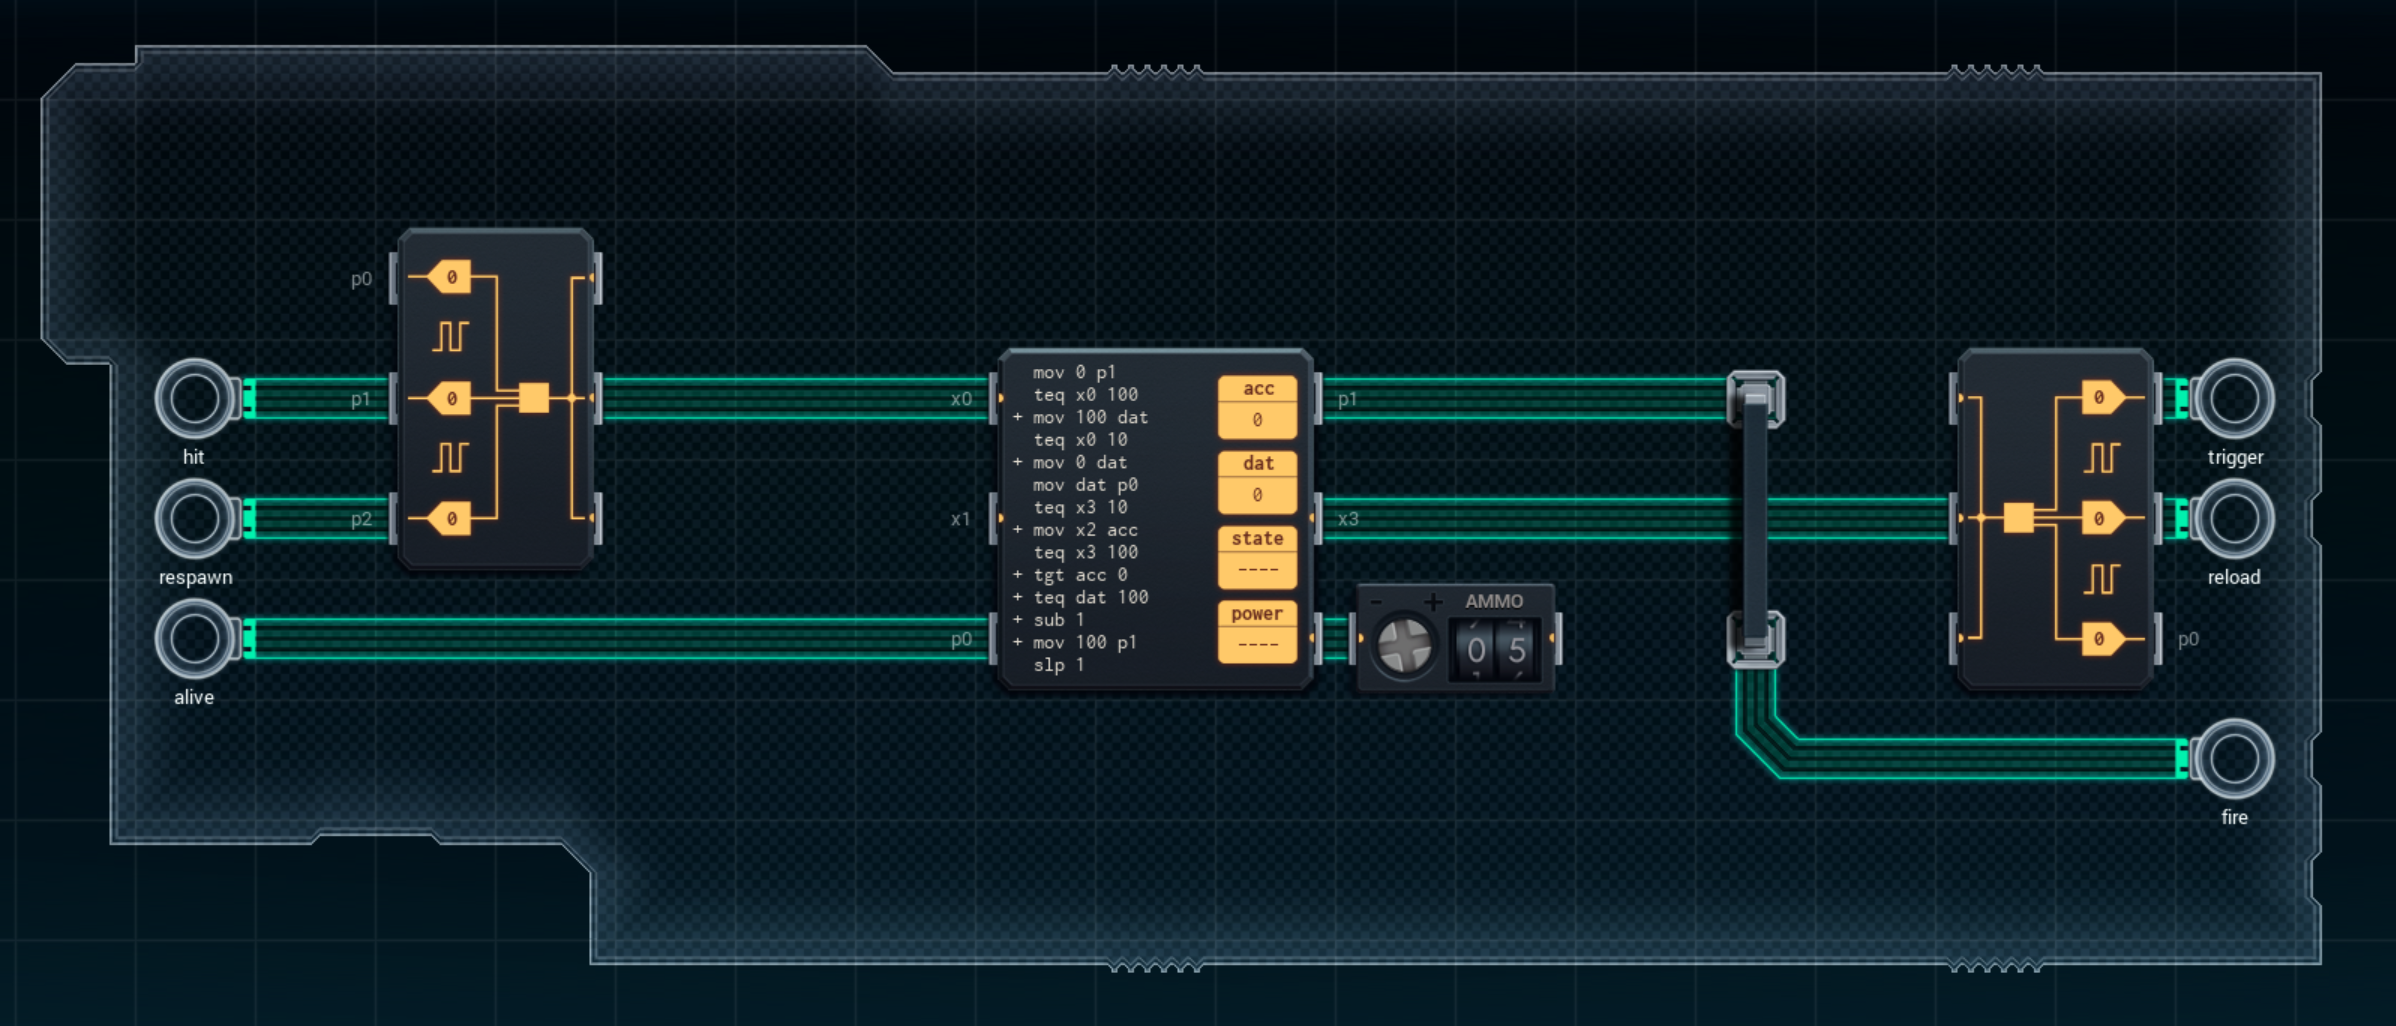 p0
0
p1
0
p2
0
hit
respawn
alive
x0
x1
p0
mov 0 p1
teq x0 100
+ mov 100 dat
teq x0 10
+ mov 0 dat
mov dat p0
teq x3 10
+ mov x2 acc
teq x3 100
+ tgt acc 0
+ teq dat 100
+ sub 1
+ mov 100 p1
slp 1
acc
0
dat
0
state
----
power
----
p1
x3
- + AMMO
0 5
0
0
0
p0
trigger
reload
fire